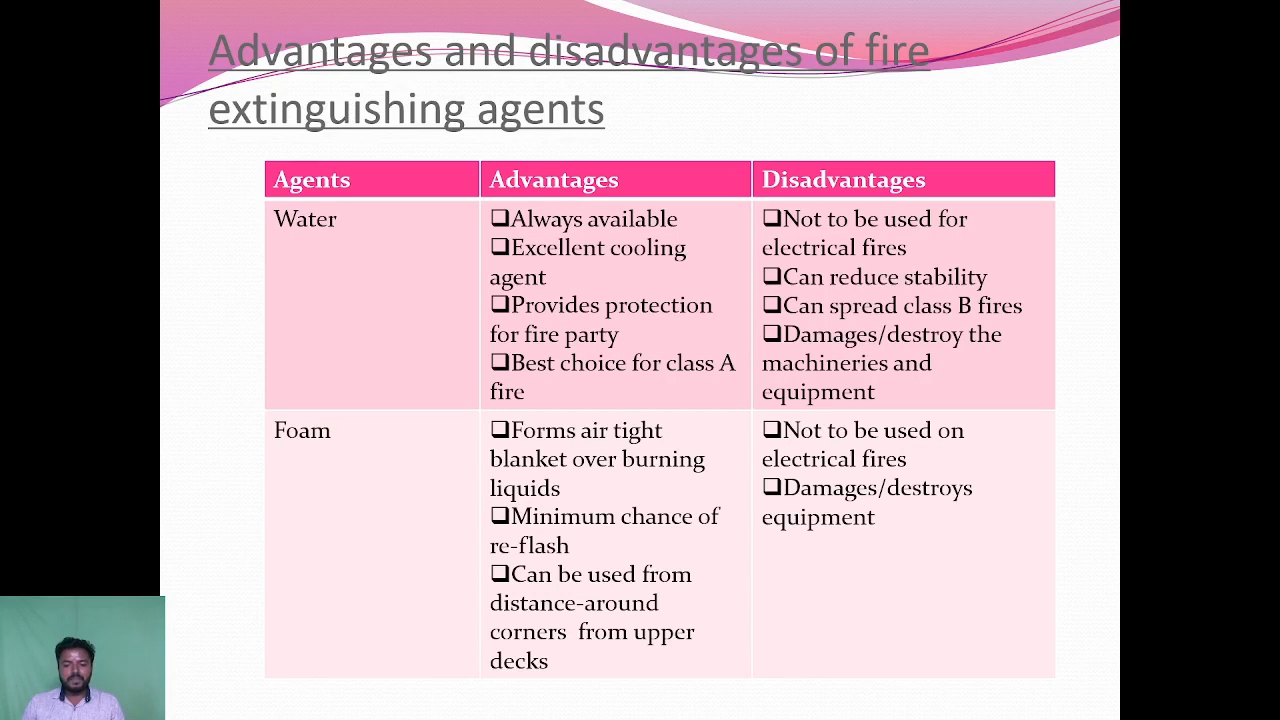 Advantages and disadvantages of fire
extinguishing agents
Agents
Advantages
Disadvantages
Water
❑Always available
❑Excellent cooling
agent
❑Provides protection
for fire party
❑Best choice for class A
fire
❑Not to be used for
electrical fires
❑Can reduce stability
❑Can spread class B fires
❑Damages/destroy the
machineries and
equipment
Foam
❑Forms air tight
blanket over burning
liquids
❑Minimum chance of
re-flash
❑Can be used from
distance-around
corners from upper
decks
❑Not to be used on
electrical fires
❑Damages/destroys
equipment